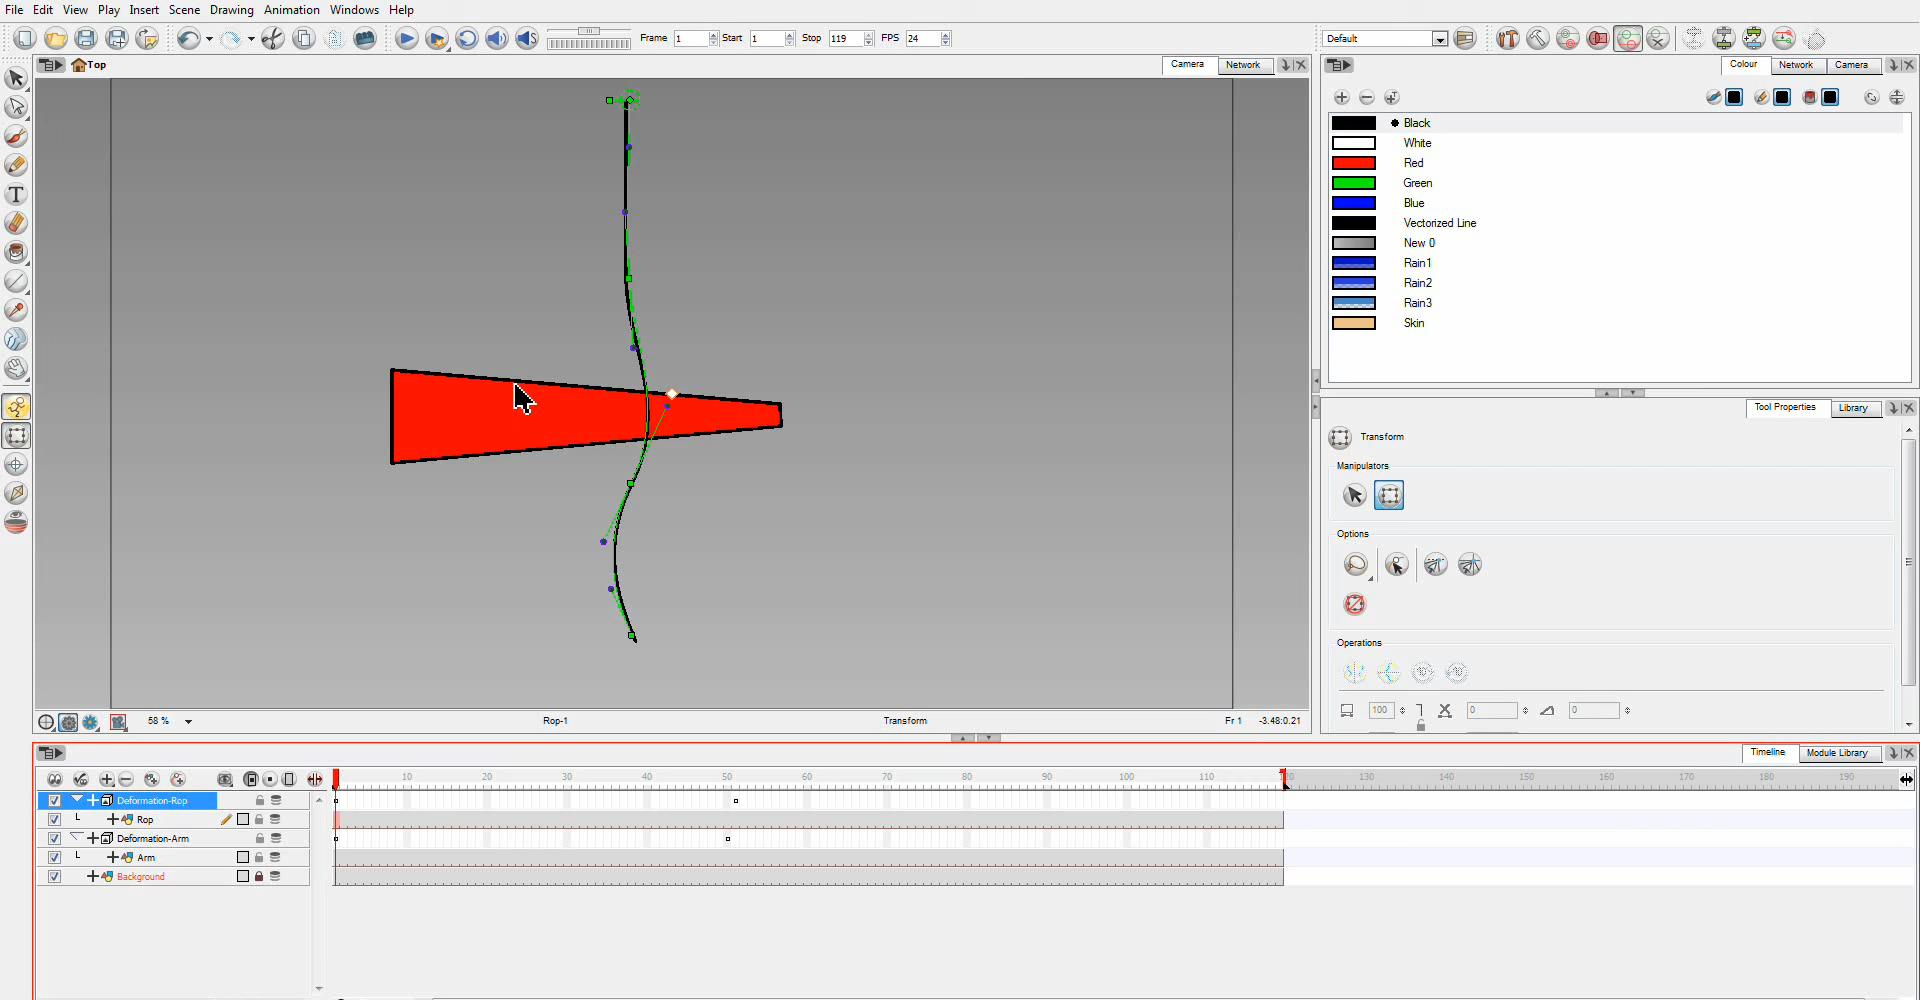 File Edit View Play Insert Scene Drawing Animation Windows Help
Frame 1 Start 1 Stop 119 FPS 24 Default
Top Camera Network
Colour Network Camera
Black
White
Red
Green
Blue
Vectorized Line
New 0
Rain1
Rain2
Rain3
Skin
Tool Properties Library
Transform
Manipulators
Options
Operations
100 0 0
58 % Rop-1 Transform Fr 1 -3.48:0.21
Timeline Module Library
10 20 30 40 50 60 70 80 90 100 110 120 130 140 150 160 170 180 190
Deformation-Rop
Rop
Deformation-Arm
Arm
Background